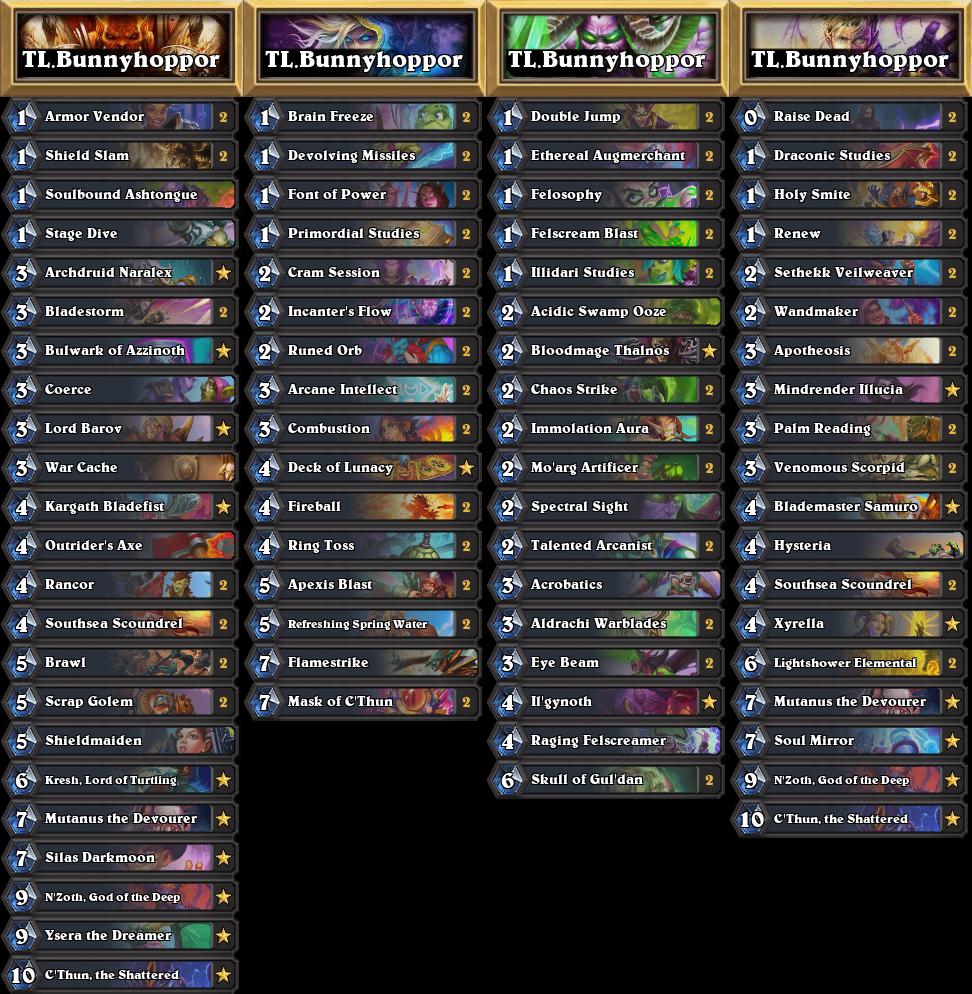 TL.Bunnyhoppor
1 Armor Vendor 2
1 Shield Slam 2
1 Soulbound Ashtongue
1 Stage Dive
3 Archdruid Naralex
3 Bladestorm 2
3 Bulwark of Azzinoth
3 Coerce
3 Lord Barov
3 War Cache
4 Kargath Bladefist
4 Outrider's Axe
4 Rancor 2
4 Southsea Scoundrel 2
5 Brawl 2
5 Scrap Golem 2
5 Shieldmaiden
6 Kresh, Lord of Turtling
7 Mutanus the Devourer
7 Silas Darkmoon
9 N'Zoth, God of the Deep
9 Ysera the Dreamer
10 C'Thun, the Shattered
TL.Bunnyhoppor
1 Brain Freeze 2
1 Devolving Missiles 2
1 Font of Power 2
1 Primordial Studies 2
2 Cram Session 2
2 Incanter's Flow 2
2 Runed Orb 2
3 Arcane Intellect 2
3 Combustion 2
4 Deck of Lunacy
4 Fireball 2
4 Ring Toss 2
5 Apexis Blast 2
5 Refreshing Spring Water 2
7 Flamestrike
7 Mask of C'Thun 2
TL.Bunnyhoppor
1 Double Jump 2
1 Ethereal Augmerchant 2
1 Felosophy 2
1 Felscream Blast 2
1 Illidari Studies 2
2 Acidic Swamp Ooze
2 Bloodmage Thalnos
2 Chaos Strike 2
2 Immolation Aura 2
2 Mo'arg Artificer 2
2 Spectral Sight
2 Talented Arcanist 2
3 Acrobatics
3 Aldrachi Warblades 2
3 Eye Beam 2
4 Il'gynoth
4 Raging Felscreamer
6 Skull of Gul'dan 2
TL.Bunnyhoppor
0 Raise Dead 2
1 Draconic Studies 2
1 Holy Smite 2
1 Renew 2
2 Sethekk Veilweaver 2
2 Wandmaker 2
3 Apotheosis 2
3 Mindrender Illucia
3 Palm Reading 2
3 Venomous Scorpid 2
4 Blademaster Samuro
4 Hysteria
4 Southsea Scoundrel 2
4 Xyrella
6 Lightshower Elemental 2
7 Mutanus the Devourer
7 Soul Mirror
9 N'Zoth, God of the Deep
10 C'Thun, the Shattered